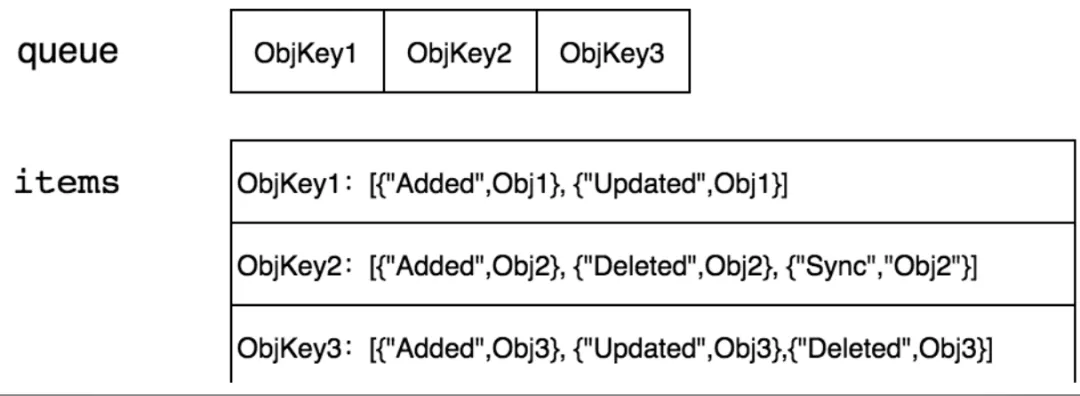 queue ObjKey1 ObjKey2 ObjKey3
items
ObjKey1：[{"Added",Obj1}, {"Updated",Obj1}]
ObjKey2：[{"Added",Obj2}, {"Deleted",Obj2}, {"Sync","Obj2"}]
ObjKey3：[{"Added",Obj3}, {"Updated",Obj3},{"Deleted",Obj3}]